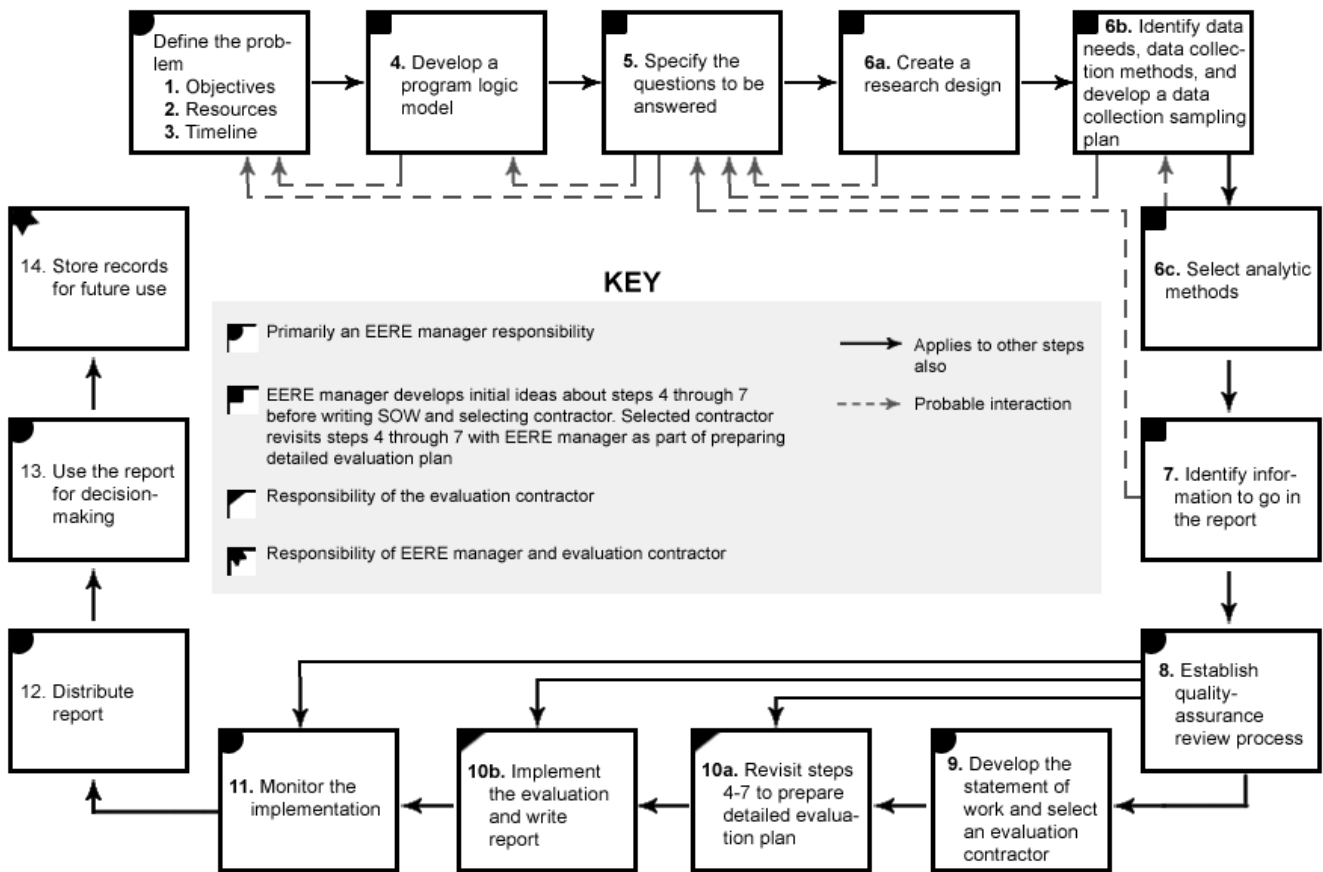 Define the prob-
lem
1. Objectives
2. Resources
3. Timeline
4. Develop a
program logic
model
5. Specify the
questions to be
answered
6a. Create a
research design
6b. Identify data
needs, data collec-
tion methods, and
develop a data
collection sampling
plan
6c. Select analytic
methods
7. Identify infor-
mation to go in
the report
8. Establish
quality-
assurance
review process
9. Develop the
statement of
work and select
an evaluation
contractor
10a. Revisit steps
4-7 to prepare
detailed evalua-
tion plan
10b. Implement
the evaluation
and write
report
11. Monitor the
implementation
12. Distribute
report
13. Use the report
for decision-
making
14. Store records
for future use
KEY
Primarily an EERE manager responsibility
EERE manager develops initial ideas about steps 4 through 7
before writing SOW and selecting contractor. Selected contractor
revisits steps 4 through 7 with EERE manager as part of preparing
detailed evaluation plan
Responsibility of the evaluation contractor
Responsibility of EERE manager and evaluation contractor
Applies to other steps
also
Probable interaction